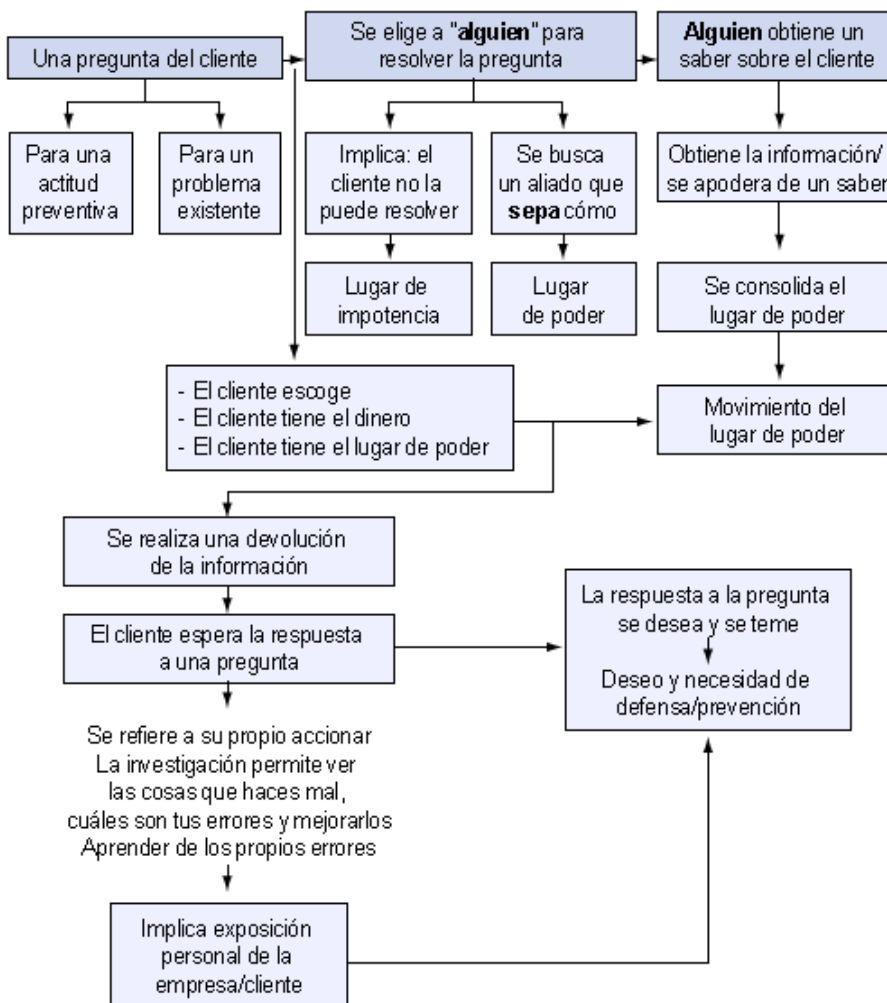 Una pregunta del cliente
Se elige a "alguien" para
resolver la pregunta
Alguien obtiene un
saber sobre el cliente
Para una
actitud
preventiva
Para un
problema
existente
Implica: el
cliente no la
puede resolver
Se busca
un aliado que
sepa cómo
Obtiene la información/
se apodera de un saber
Lugar de
impotencia
Lugar
de poder
Se consolida el
lugar de poder
- El cliente escoge
- El cliente tiene el dinero
- El cliente tiene el lugar de poder
Movimiento del
lugar de poder
Se realiza una devolución
de la información
El cliente espera la respuesta
a una pregunta
La respuesta a la pregunta
se desea y se teme
Deseo y necesidad de
defensa/prevención
Se refiere a su propio accionar
La investigación permite ver
las cosas que haces mal,
cuáles son tus errores y mejorarlos
Aprender de los propios errores
Implica exposición
personal de la
empresa/cliente